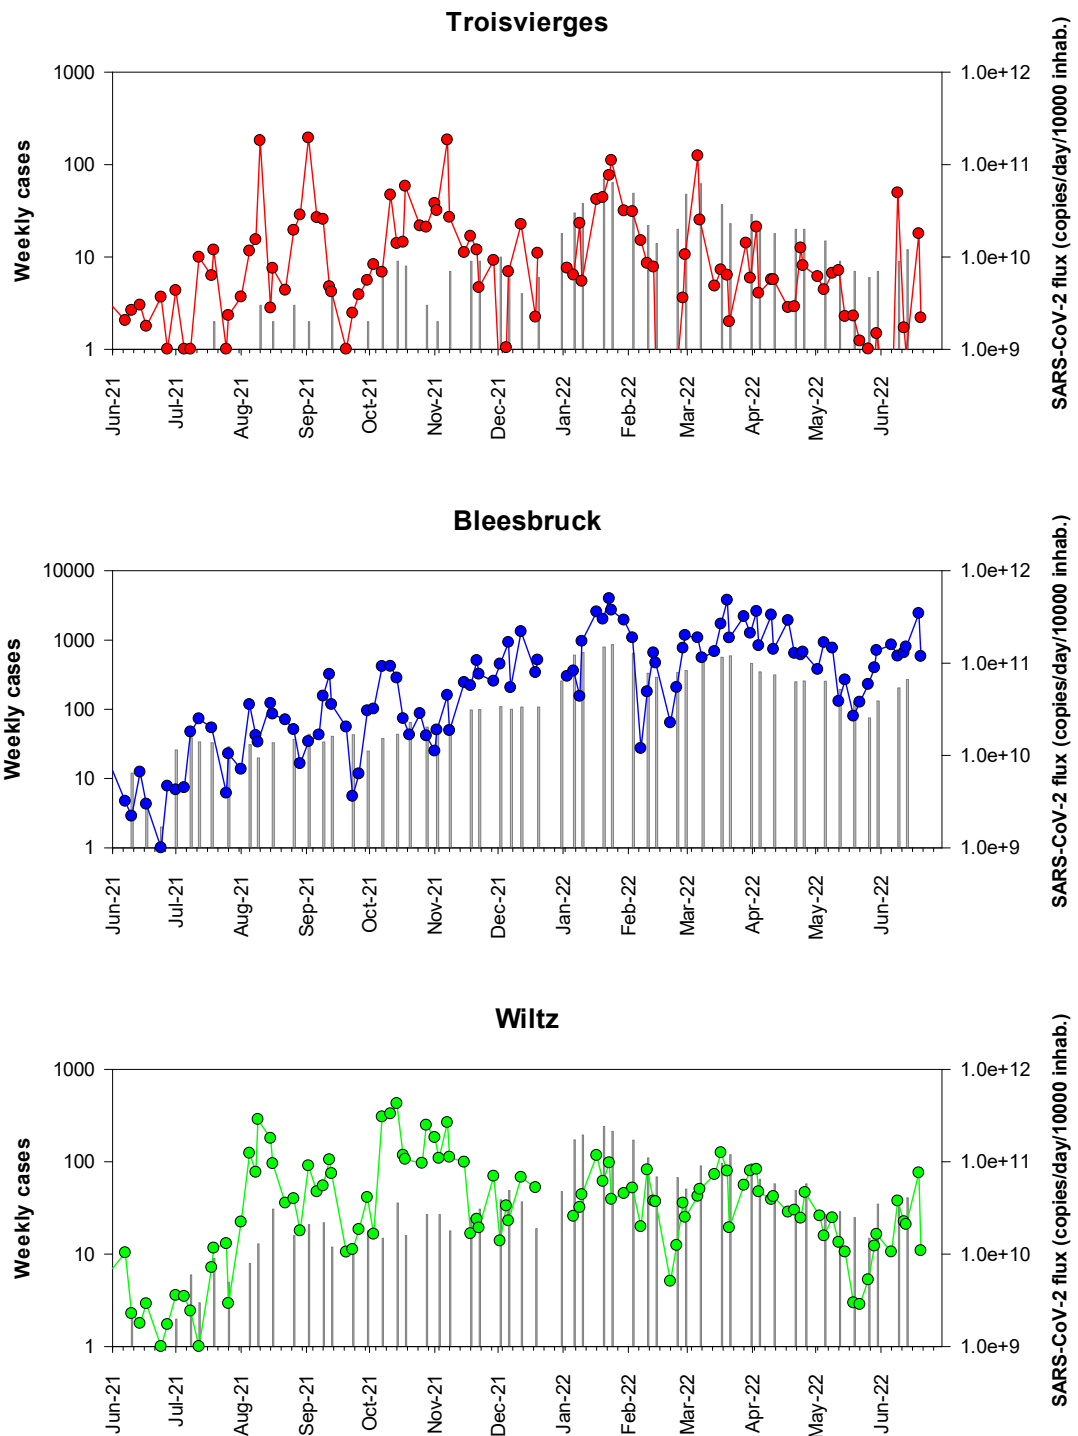 Troisvierges
Weekly cases
1000
100
10
1
1.0e+12
1.0e+11
1.0e+10
1.0e+9
SARS-CoV-2 flux (copies/day/10000 inhab.)
Jun-21
Jul-21
Aug-21
Sep-21
Oct-21
Nov-21
Dec-21
Jan-22
Feb-22
Mar-22
Apr-22
May-22
Jun-22
Bleesbruck
Weekly cases
10000
1000
100
10
1
1.0e+12
1.0e+11
1.0e+10
1.0e+9
SARS-CoV-2 flux (copies/day/10000 inhab.)
Jun-21
Jul-21
Aug-21
Sep-21
Oct-21
Nov-21
Dec-21
Jan-22
Feb-22
Mar-22
Apr-22
May-22
Jun-22
Wiltz
Weekly cases
1000
100
10
1
1.0e+12
1.0e+11
1.0e+10
1.0e+9
SARS-CoV-2 flux (copies/day/10000 inhab.)
Jun-21
Jul-21
Aug-21
Sep-21
Oct-21
Nov-21
Dec-21
Jan-22
Feb-22
Mar-22
Apr-22
May-22
Jun-22